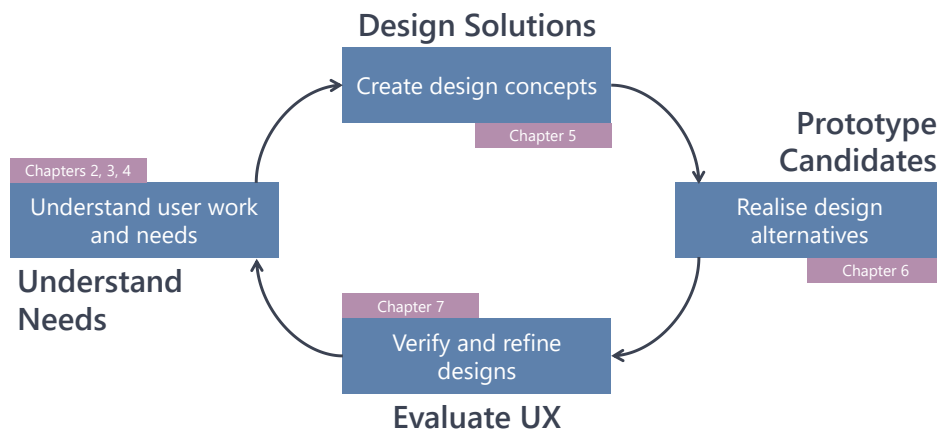 Design Solutions
Create design concepts
Chapter 5
Prototype
Candidates
Chapters 2, 3, 4
Understand user work
and needs
Realise design
alternatives
Chapter 6
Understand
Needs
Chapter 7
Verify and refine
designs
Evaluate UX